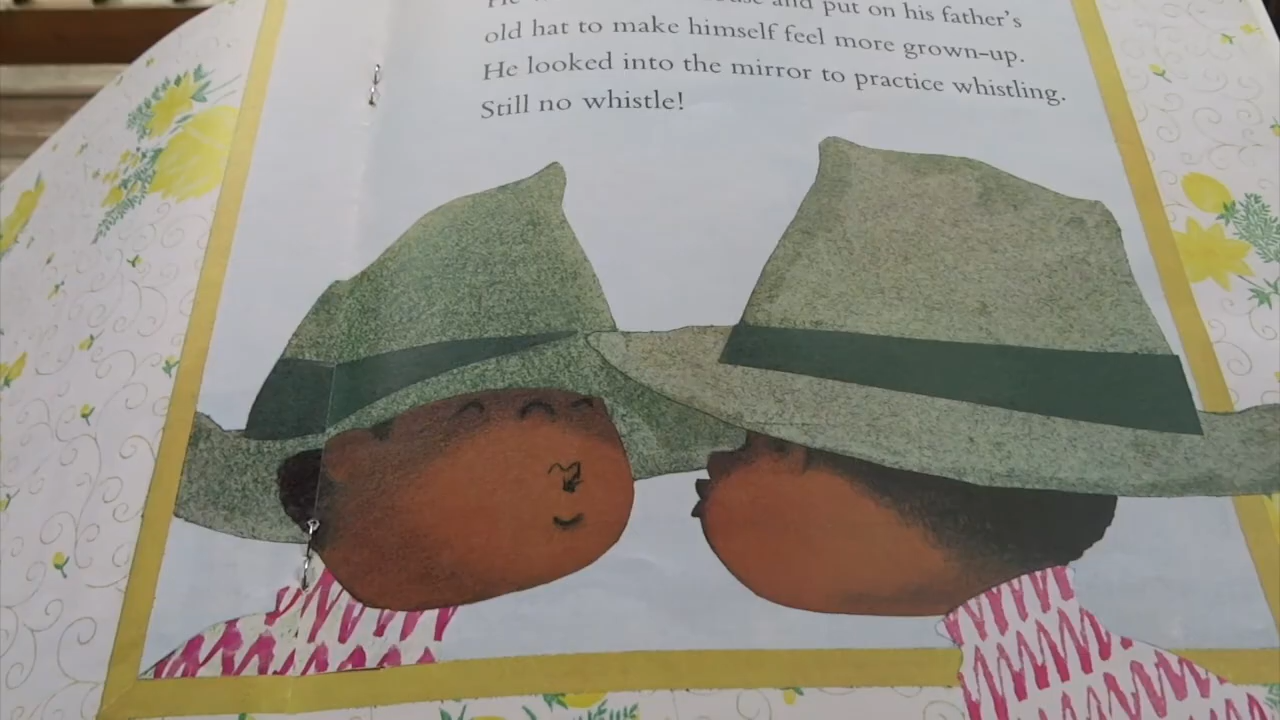 He and put on his father's
old hat to make himself feel more grown-up.
He looked into the mirror to practice whistling.
Still no whistle!